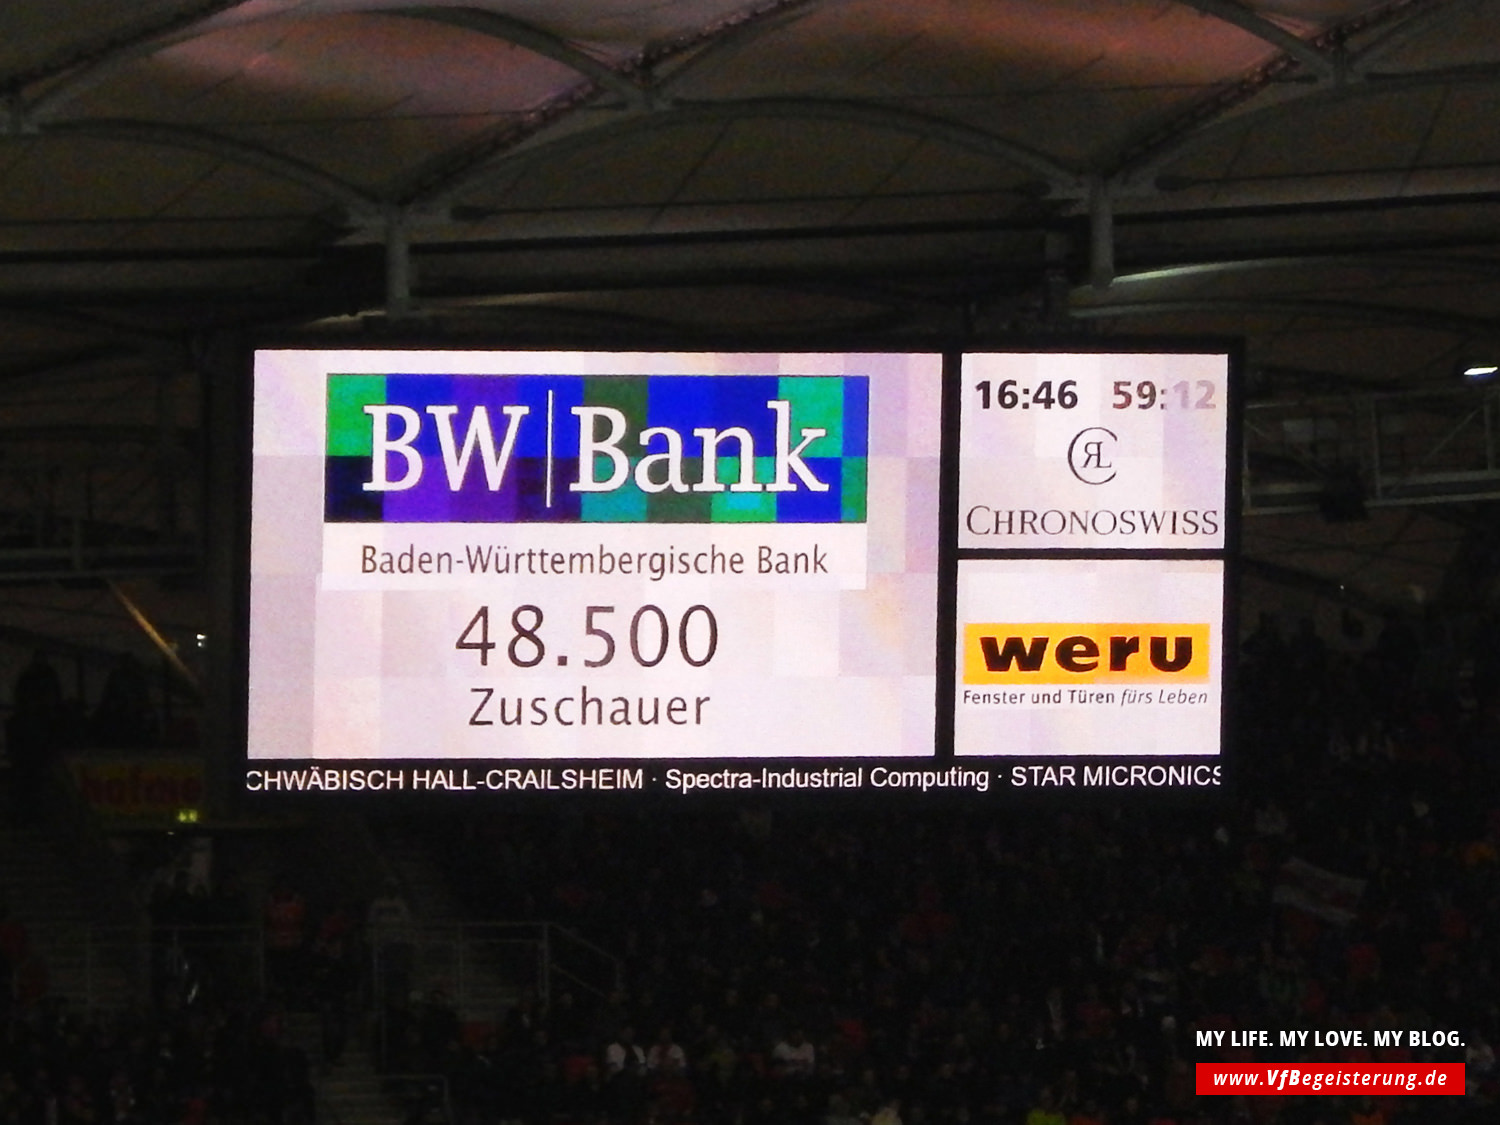 BW Bank
Baden-Württembergische Bank
48.500
Zuschauer
16:46 59:12
CHRONOSWISS
weru
Fenster und Türen fürs Leben
CHWÄBISCH HALL-CRAILSHEIM · Spectra-Industrial Computing · STAR MICRONICS
MY LIFE. MY LOVE. MY BLOG.
www.VfBegeisterung.de